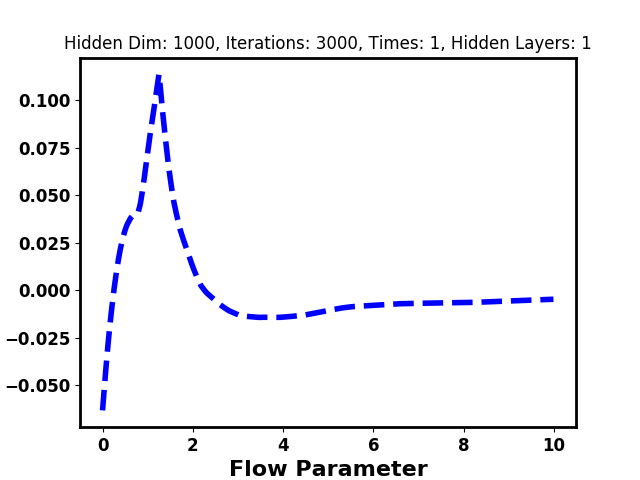 Hidden Dim: 1000, Iterations: 3000, Times: 1, Hidden Layers: 1
0.100
0.075
0.050
0.025
0.000
−0.025
−0.050
0 2 4 6 8 10
Flow Parameter